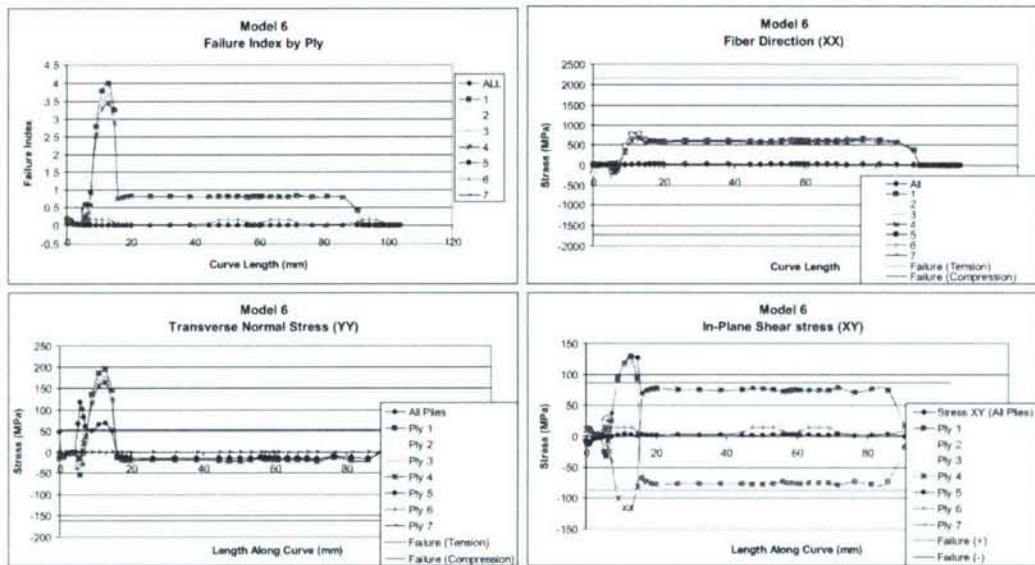 Model 6
Failure Index by Ply
4.5
4
3.5
3
2.5
2
1.5
1
0.5
0
-0.5
0
20
40
60
80
100
120
Failure Index
Curve Length (mm)
ALL
1
2
3
4
5
6
7
Model 6
Fiber Direction (XX)
2500
2000
1500
1000
500
0
-500
-1000
-1500
-2000
0
20
40
60
80
Stress (MPa)
Curve Length
All
1
2
3
4
5
6
7
Failure (Tension)
Failure (Compression)
Model 6
Transverse Normal Stress (YY)
250
200
150
100
50
0
-50
-100
-150
-200
0
20
40
60
80
Stress (MPa)
Length Along Curve (mm)
All Plies
Ply 1
Ply 2
Ply 3
Ply 4
Ply 5
Ply 6
Ply 7
Failure (Tension)
Failure (Compression)
Model 6
In-Plane Shear stress (XY)
150
100
50
0
-50
-100
-150
0
20
40
60
80
Stress (MPa)
Length Along Curve (mm)
Stress XY (All Plies)
Ply 1
Ply 2
Ply 3
Ply 4
Ply 5
Ply 6
Ply 7
Failure (+)
Failure (-)